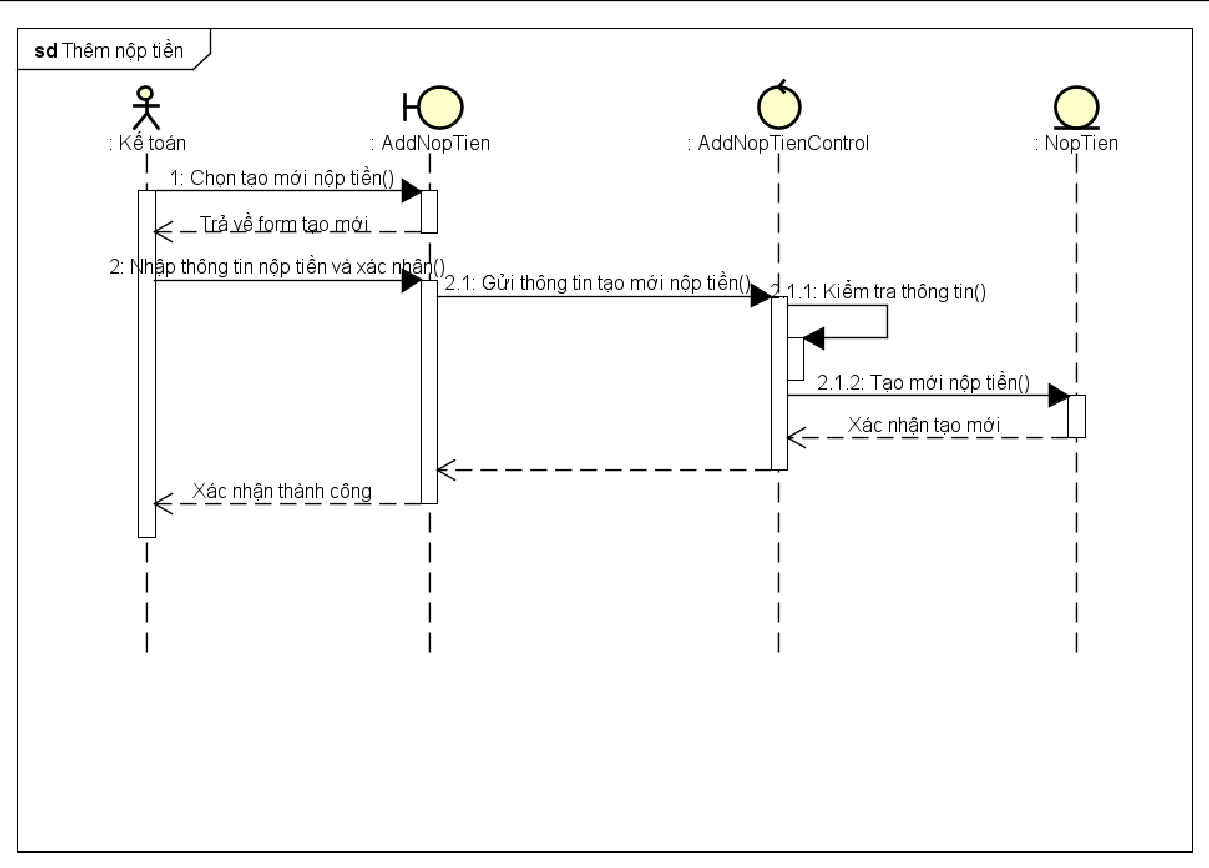 sd Thêm nộp tiền
: Kế toán
: AddNopTien
: AddNopTienControl
: NopTien
1: Chọn tạo mới nộp tiền()
Trả về form tạo mới
2: Nhập thông tin nộp tiền và xác nhận()
2.1: Gửi thông tin tạo mới nộp tiền()
2.1.1: Kiểm tra thông tin()
2.1.2: Tạo mới nộp tiền()
Xác nhận tạo mới
Xác nhận thành công